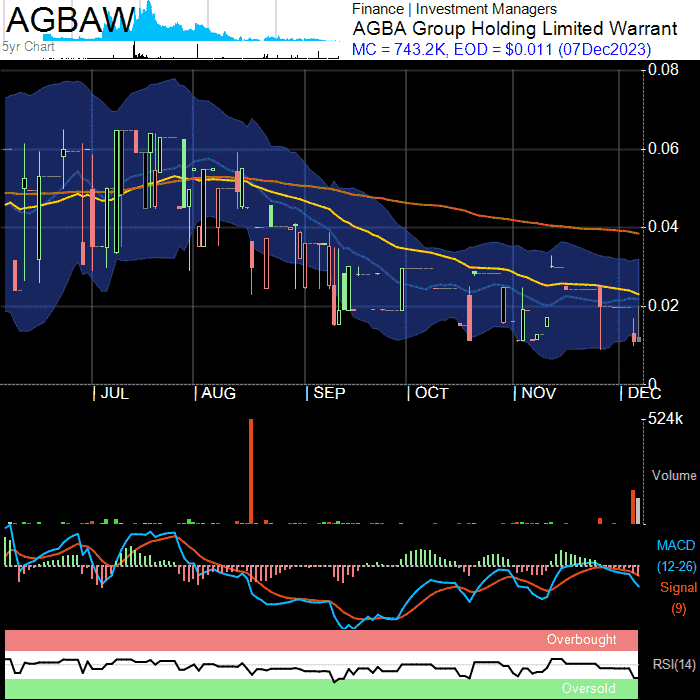 AGBAW
5yr Chart
Finance | Investment Managers
AGBA Group Holding Limited Warrant
MC = 743.2K, EOD = $0.011 (07Dec2023)
0.08
0.06
0.04
0.02
0
JUL AUG SEP OCT NOV DEC
524k
Volume
MACD
(12-26)
Signal
(9)
Overbought
RSI(14)
Oversold